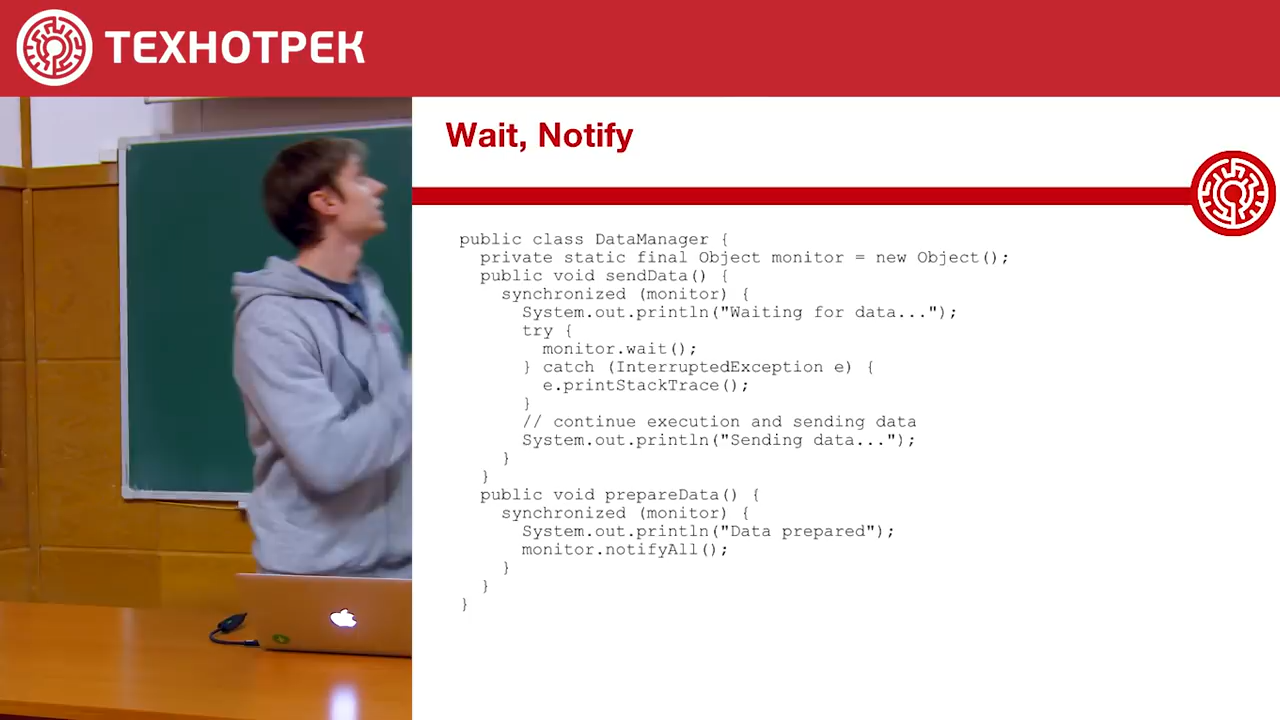 ТЕХНОТРЕК
Wait, Notify
public class DataManager {
  private static final Object monitor = new Object();
  public void sendData() {
    synchronized (monitor) {
      System.out.println("Waiting for data...");
      try {
        monitor.wait();
      } catch (InterruptedException e) {
        e.printStackTrace();
      }
      // continue execution and sending data
      System.out.println("Sending data...");
    }
  }
  public void prepareData() {
    synchronized (monitor) {
      System.out.println("Data prepared");
      monitor.notifyAll();
    }
  }
}